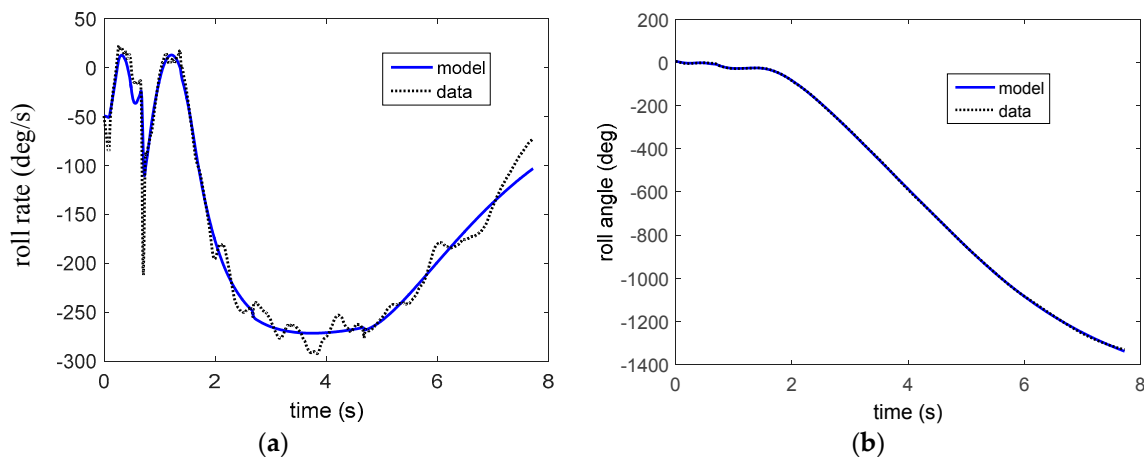 50
0
-50
-100
-150
-200
-250
-300
roll rate (deg/s)
0 2 4 6 8
time (s)
model
data
(a)
200
0
-200
-400
-600
-800
-1000
-1200
-1400
roll angle (deg)
0 2 4 6 8
time (s)
model
data
(b)